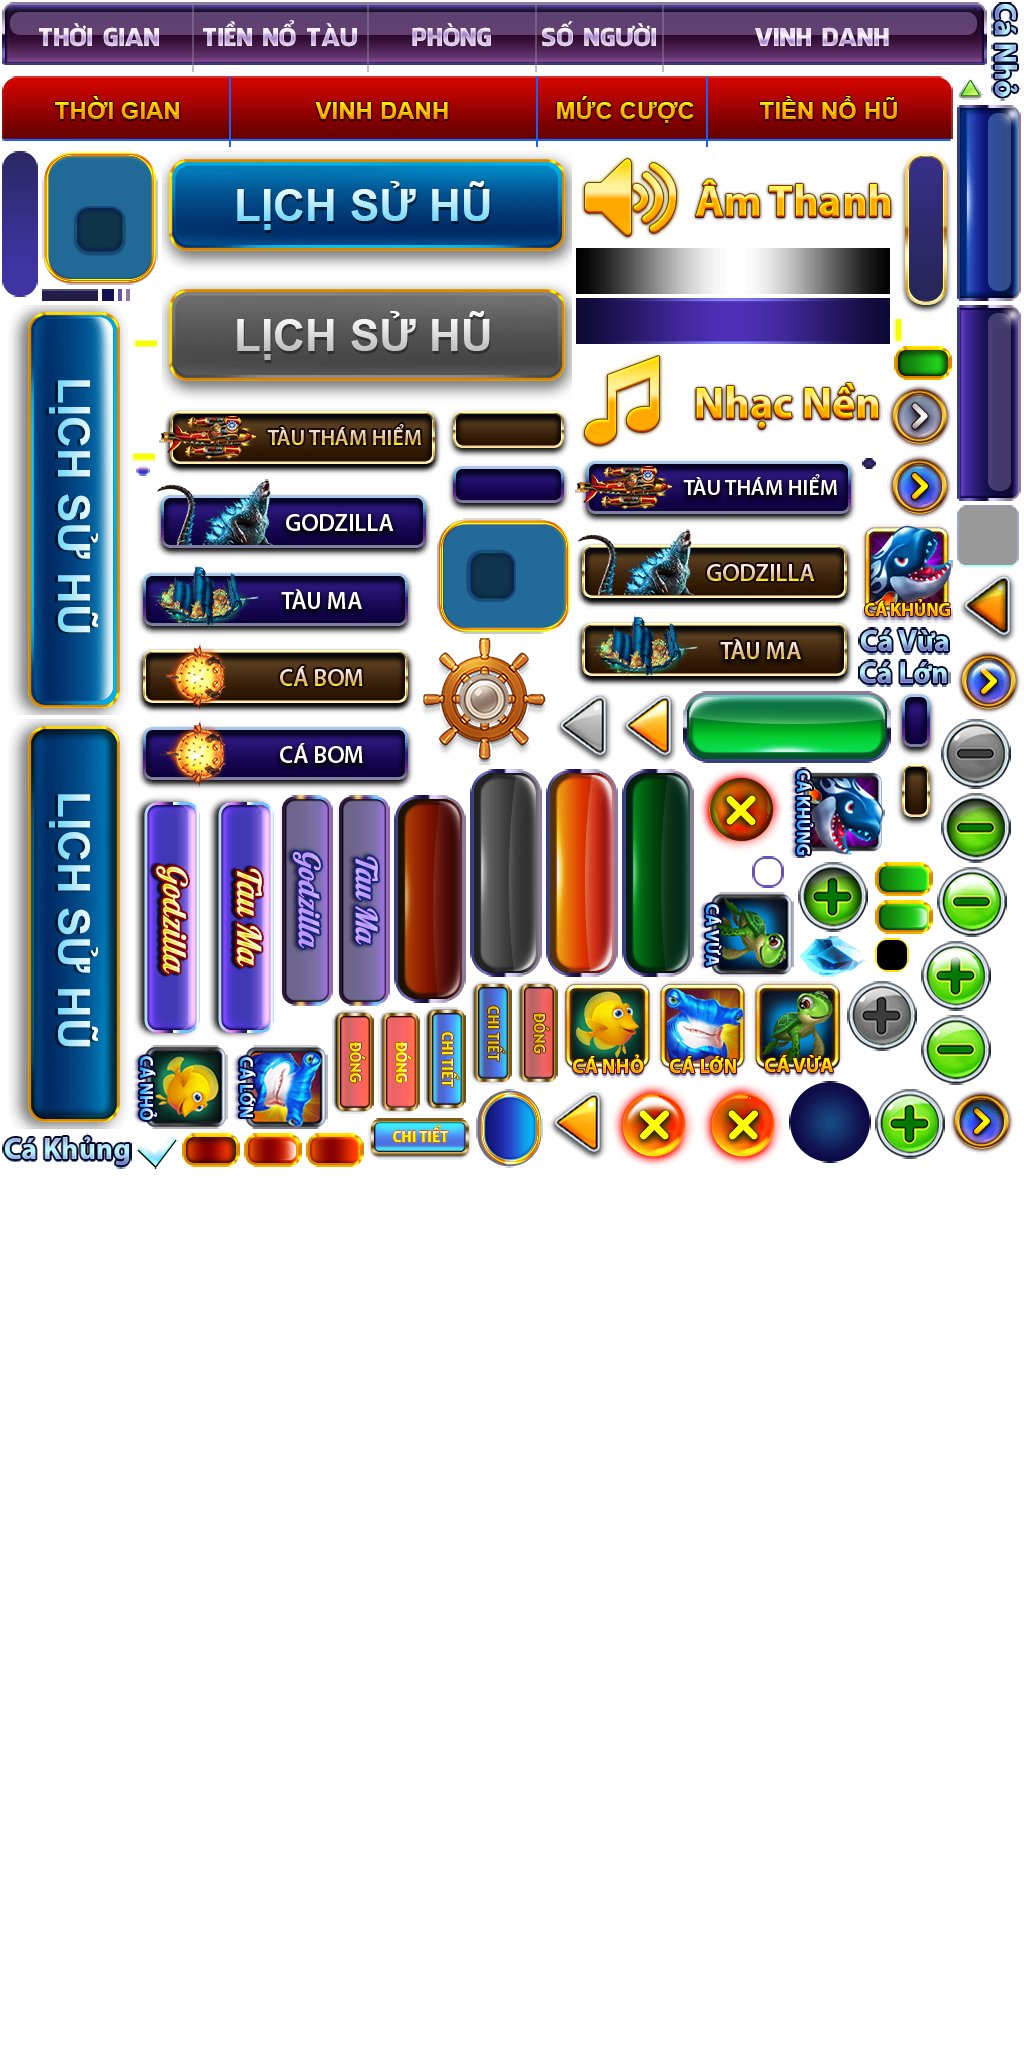 THỜI GIAN TIỀN NỔ TÀU PHÒNG SỐ NGƯỜI VINH DANH
Cá Nhỏ
THỜI GIAN VINH DANH MỨC CƯỢC TIỀN NỔ HŨ
LỊCH SỬ HŨ
Âm Thanh
LỊCH SỬ HŨ
LỊCH SỬ HŨ
Nhạc Nền
TÀU THÁM HIỂM
TÀU THÁM HIỂM
GODZILLA
GODZILLA
CÁ KHỦNG
TÀU MA
TÀU MA
Cá Vừa
Cá Lớn
CÁ BOM
CÁ BOM
LỊCH SỬ HŨ
CÁ KHỦNG
Godzilla
Tàu Ma
Godzilla
Tàu Ma
CÁ VỪA
CHI TIẾT
ĐÓNG
CÁ NHỎ
CÁ LỚN
CÁ VỪA
ĐÓNG
ĐÓNG
CHI TIẾT
CÁ NHỎ
CÁ LỚN
CHI TIẾT
Cá Khủng